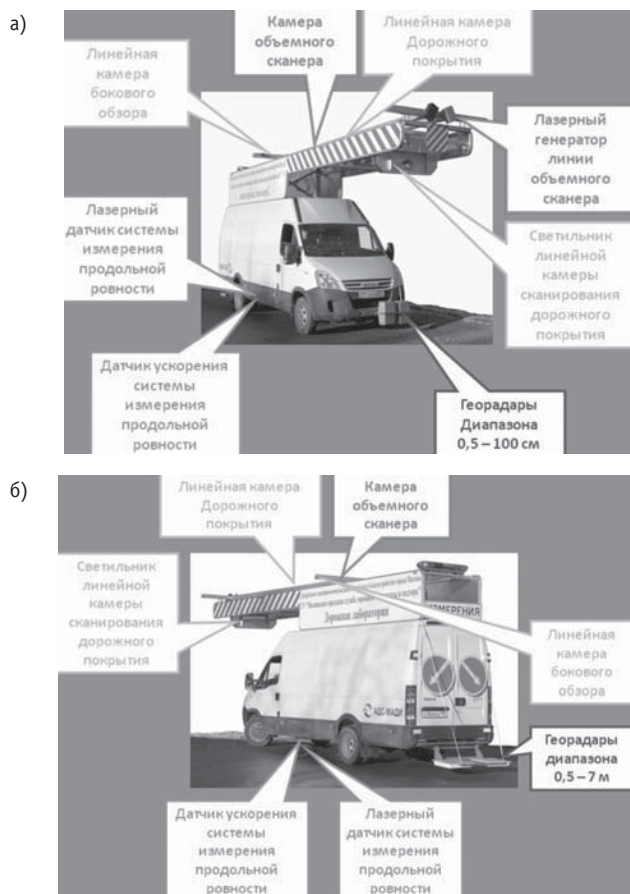 а)
Линейная
камера
бокового
обзора
Камера
объемного
сканера
Линейная камера
Дорожного
покрытия
Лазерный
генератор
линии
объемного
сканера
Лазерный
датчик системы
измерения
продольной
ровности
Светильник
линейной
камеры
сканирования
дорожного
покрытия
Датчик ускорения
системы
измерения
продольной
ровности
Георадары
Диапазона
0,5 – 100 см
б)
Линейная камера
Дорожного
покрытия
Камера
объемного
сканера
Светильник
линейной
камеры
сканирования
дорожного
покрытия
Дорожная лаборатория
ИЗМЕРЕНИЯ
АДС-МАДИ
Линейная
камера
бокового
обзора
Георадары
диапазона
0,5 – 7 м
Датчик ускорения
системы
измерения
продольной
ровности
Лазерный
датчик системы
измерения
продольной
ровности